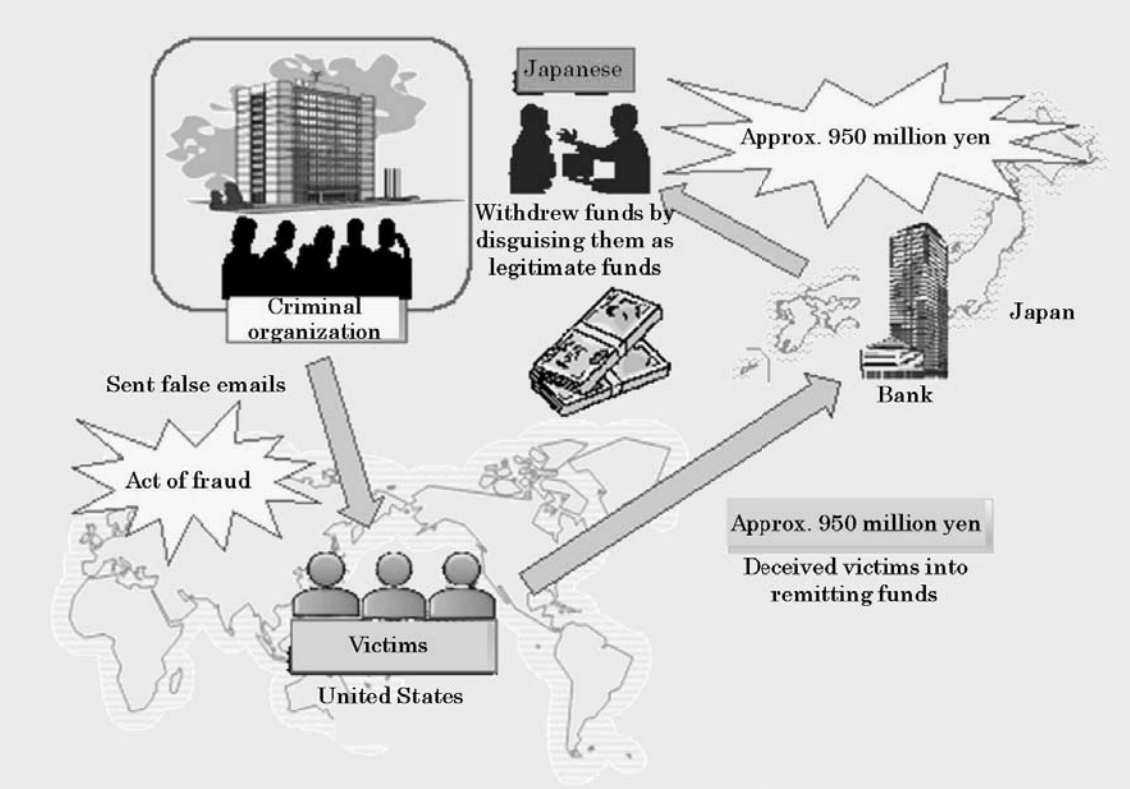 Japanese
Approx. 950 million yen
Withdrew funds by
disguising them as
legitimate funds
Criminal
organization
Japan
Bank
Sent false emails
Act of fraud
Approx. 950 million yen
Deceived victims into
remitting funds
Victims
United States